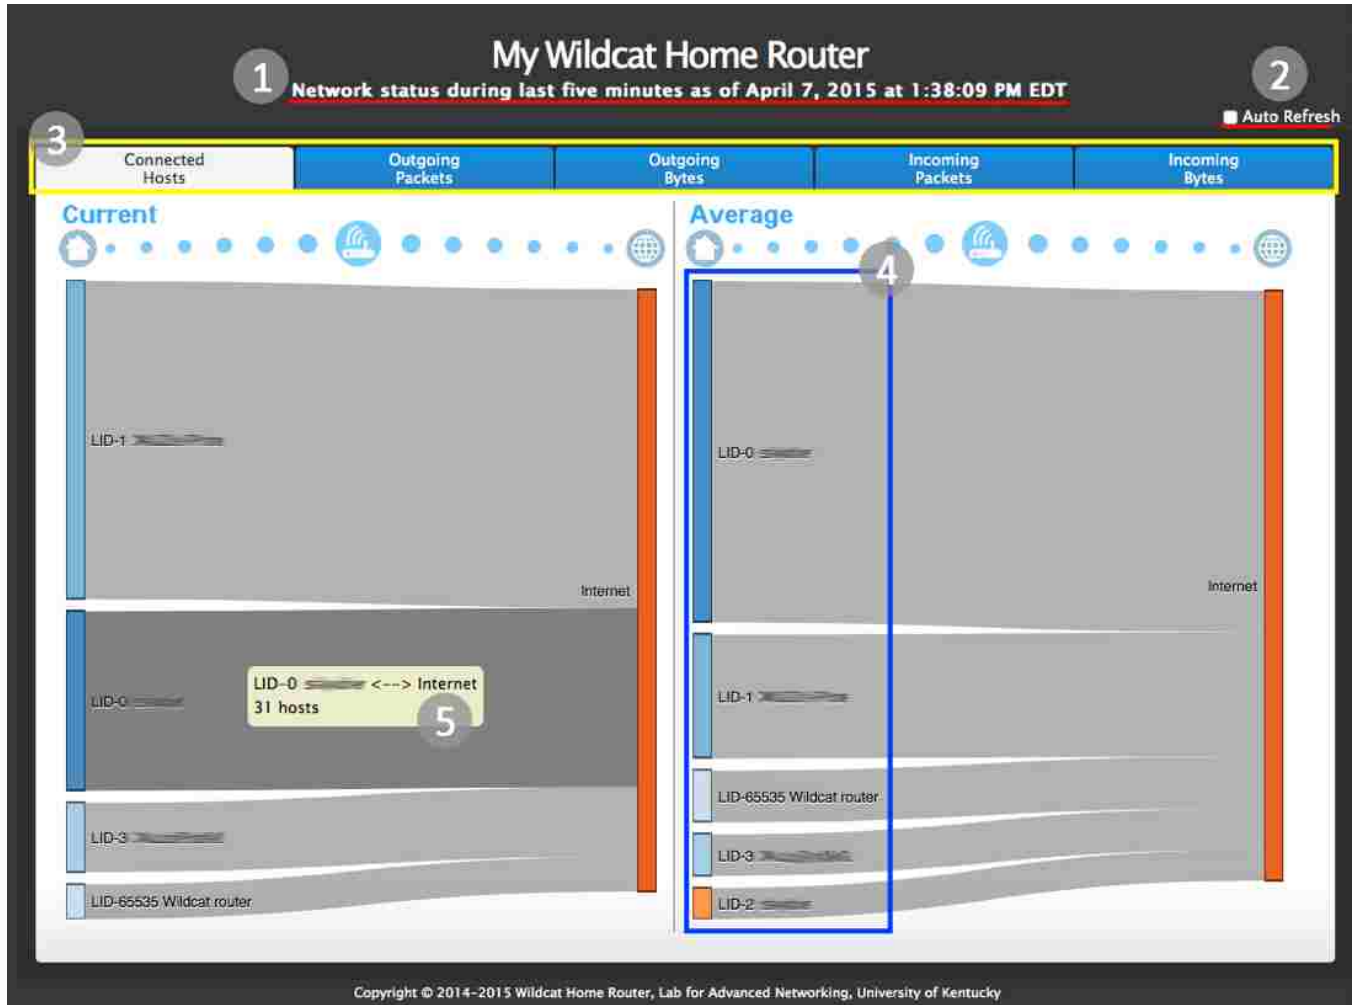 My Wildcat Home Router
1
Network status during last five minutes as of April 7, 2015 at 1:38:09 PM EDT
2
Auto Refresh
3
Connected
Hosts
Outgoing
Packets
Outgoing
Bytes
Incoming
Packets
Incoming
Bytes
Current
Average
4
LID-1
Internet
LID-0
LID-0 <---> Internet
31 hosts
5
LID-3
LID-65535 Wildcat router
LID-0
Internet
LID-1
LID-65535 Wildcat router
LID-3
LID-2
Copyright © 2014-2015 Wildcat Home Router, Lab for Advanced Networking, University of Kentucky